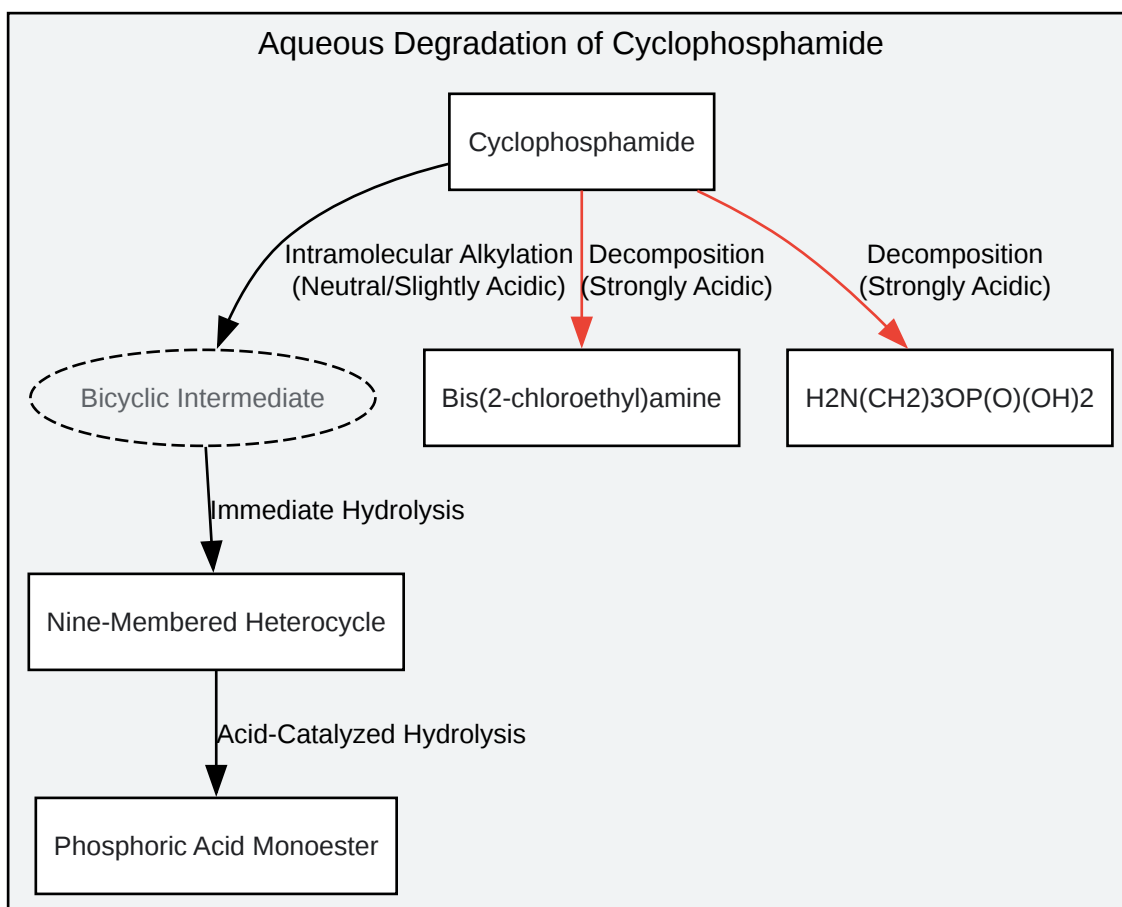 Aqueous Degradation of Cyclophosphamide
Cyclophosphamide
Intramolecular Alkylation
(Neutral/Slightly Acidic)
Decomposition
(Strongly Acidic)
Decomposition
(Strongly Acidic)
Bicyclic Intermediate
Bis(2-chloroethyl)amine
H2N(CH2)3OP(O)(OH)2
Immediate Hydrolysis
Nine-Membered Heterocycle
Acid-Catalyzed Hydrolysis
Phosphoric Acid Monoester